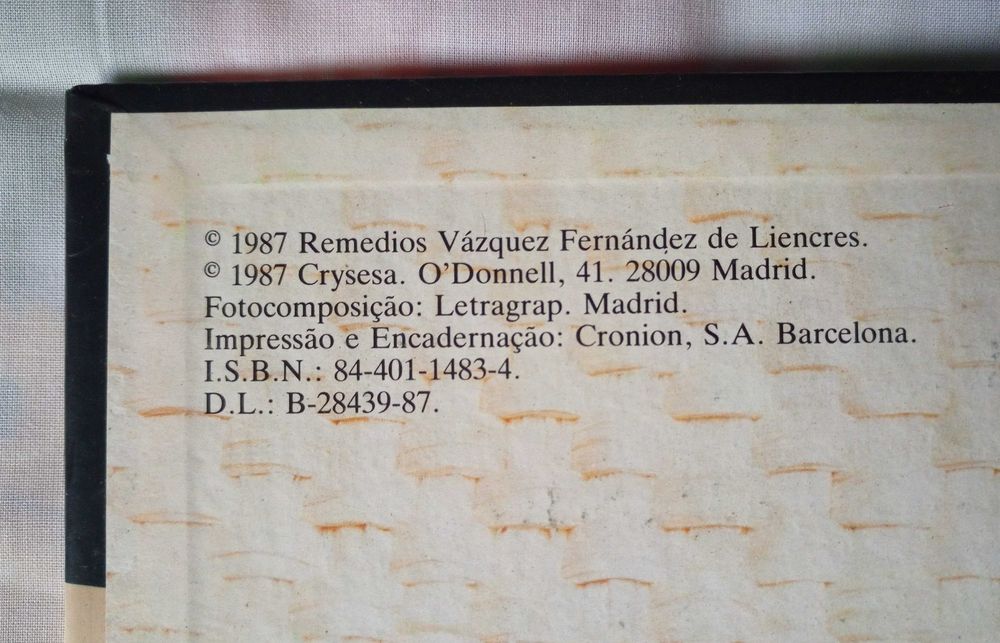 © 1987 Remedios Vázquez Fernández de Liencres.
© 1987 Crysesa. O'Donnell, 41. 28009 Madrid.
Fotocomposição: Letragrap. Madrid.
Impressão e Encadernação: Cronion, S.A. Barcelona.
I.S.B.N.: 84-401-1483-4.
D.L.: B-28439-87.